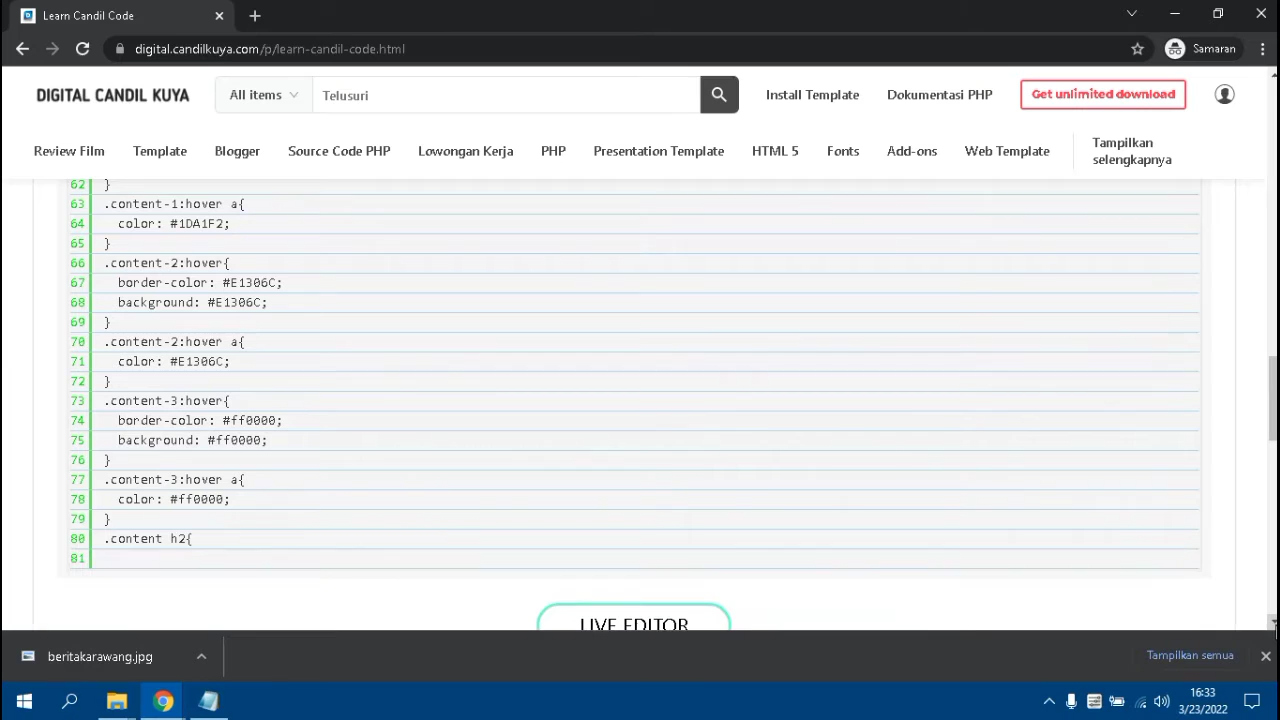 Learn Candil Code
digital.candilkuya.com/p/learn-candil-code.html
Samaran
DIGITAL CANDIL KUYA
All items
Telusuri
Install Template
Dokumentasi PHP
Get unlimited download
Review Film
Template
Blogger
Source Code PHP
Lowongan Kerja
PHP
Presentation Template
HTML 5
Fonts
Add-ons
Web Template
Tampilkan
selengkapnya
62 }
63 .content-1:hover a{
64 color: #1DA1F2;
65 }
66 .content-2:hover{
67 border-color: #E1306C;
68 background: #E1306C;
69 }
70 .content-2:hover a{
71 color: #E1306C;
72 }
73 .content-3:hover{
74 border-color: #ff0000;
75 background: #ff0000;
76 }
77 .content-3:hover a{
78 color: #ff0000;
79 }
80 .content h2{
81
LIVE EDITOR
beritakarawang.jpg
Tampilkan semua
16:33
3/23/2022